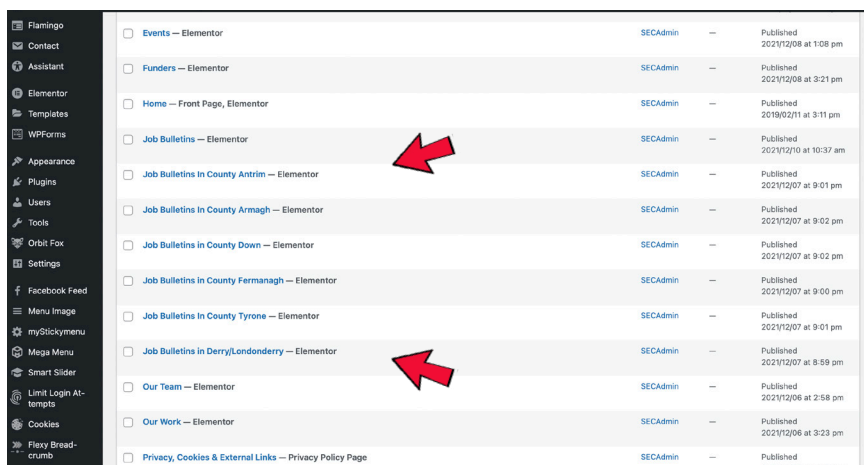 Flamingo
Contact
Assistant
Elementor
Templates
WPForms
Appearance
Plugins
Users
Tools
Orbit Fox
Settings
Facebook Feed
Menu Image
myStickymenu
Mega Menu
Smart Slider
Limit Login At-
tempts
Cookies
Flexy Bread-
crumb
Events — Elementor SECAdmin — Published
2021/12/08 at 1:08 pm
Funders — Elementor SECAdmin — Published
2021/12/08 at 3:21 pm
Home — Front Page, Elementor SECAdmin — Published
2019/02/11 at 3:11 pm
Job Bulletins — Elementor SECAdmin — Published
2021/12/10 at 10:37 am
Job Bulletins In County Antrim — Elementor SECAdmin — Published
2021/12/07 at 9:01 pm
Job Bulletins In County Armagh — Elementor SECAdmin — Published
2021/12/07 at 9:02 pm
Job Bulletins In County Down — Elementor SECAdmin — Published
2021/12/07 at 9:02 pm
Job Bulletins in County Fermanagh — Elementor SECAdmin — Published
2021/12/07 at 9:00 pm
Job Bulletins In County Tyrone — Elementor SECAdmin — Published
2021/12/07 at 9:01 pm
Job Bulletins in Derry/Londonderry — Elementor SECAdmin — Published
2021/12/07 at 8:59 pm
Our Team — Elementor SECAdmin — Published
2021/12/06 at 2:58 pm
Our Work — Elementor SECAdmin — Published
2021/12/06 at 3:23 pm
Privacy, Cookies & External Links — Privacy Policy Page SECAdmin — Published